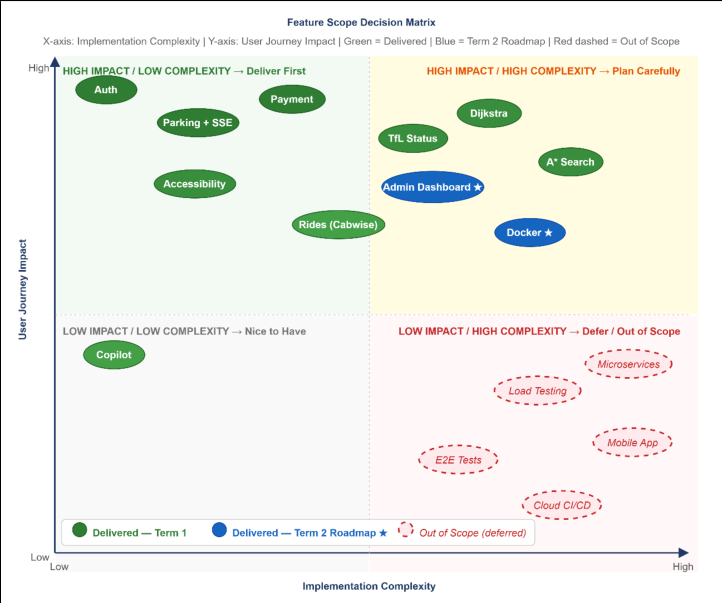 Feature Scope Decision Matrix
X-axis: Implementation Complexity | Y-axis: User Journey Impact | Green = Delivered | Blue = Term 2 Roadmap | Red dashed = Out of Scope
High
HIGH IMPACT / LOW COMPLEXITY → Deliver First
HIGH IMPACT / HIGH COMPLEXITY → Plan Carefully
Auth
Payment
Parking + SSE
Dijkstra
TfL Status
A* Search
Accessibility
Admin Dashboard ★
Rides (Cabwise)
Docker ★
User Journey Impact
LOW IMPACT / LOW COMPLEXITY → Nice to Have
LOW IMPACT / HIGH COMPLEXITY → Defer / Out of Scope
Copilot
Microservices
Load Testing
Mobile App
E2E Tests
Cloud CI/CD
Delivered — Term 1
Delivered — Term 2 Roadmap ★
Out of Scope (deferred)
Low
Low
High
Implementation Complexity